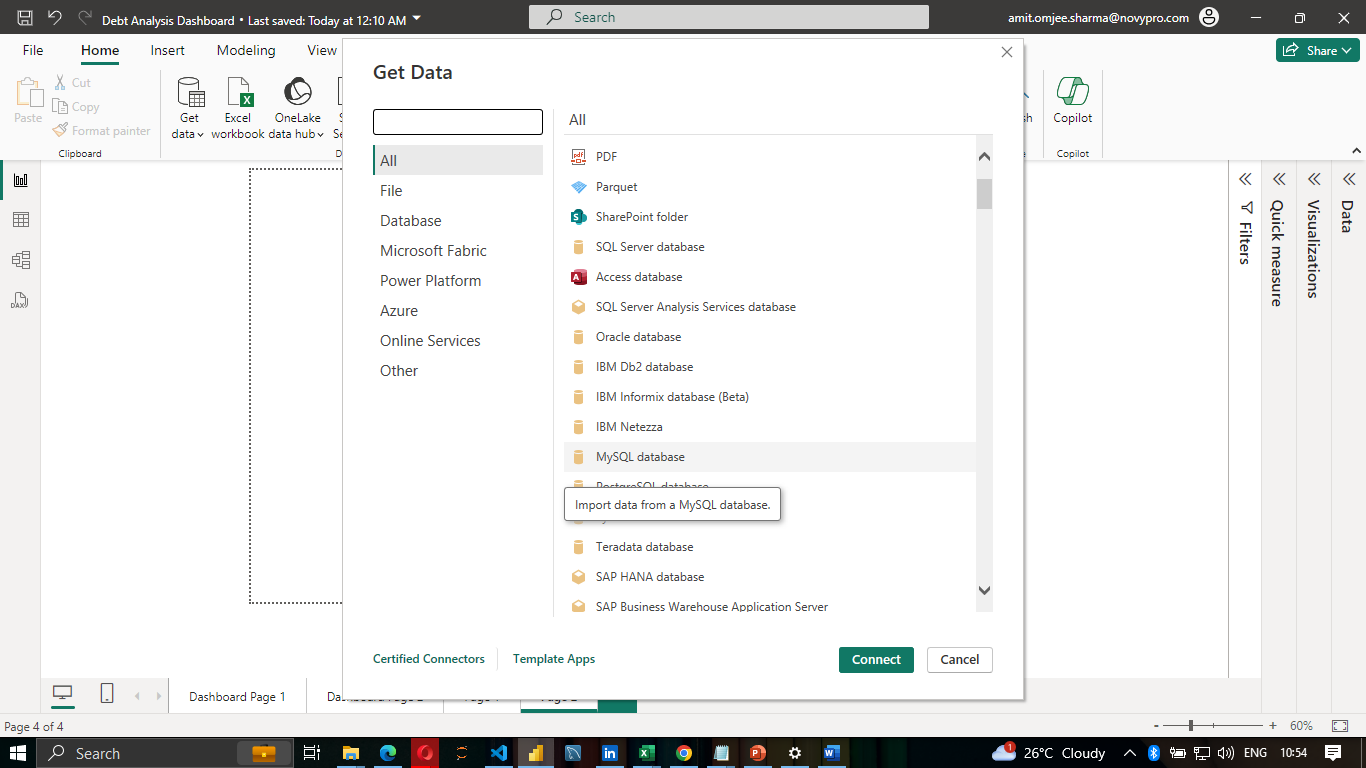 Debt Analysis Dashboard • Last saved: Today at 12:10 AM
Search
amit.omjee.sharma@novypro.com
File
Home
Insert
Modeling
View
Share
Paste
Cut
Copy
Format painter
Clipboard
Get data
Excel workbook
OneLake data hub
Copilot
Copilot
Get Data
All
File
Database
Microsoft Fabric
Power Platform
Azure
Online Services
Other
All
PDF
Parquet
SharePoint folder
SQL Server database
Access database
SQL Server Analysis Services database
Oracle database
IBM Db2 database
IBM Informix database (Beta)
IBM Netezza
MySQL database
PostgreSQL database
Import data from a MySQL database.
Teradata database
SAP HANA database
SAP Business Warehouse Application Server
Certified Connectors
Template Apps
Connect
Cancel
Filters
Quick measure
Visualizations
Data
Dashboard Page 1
Page 4 of 4
- + 60%
Search
26°C Cloudy
ENG
10:54